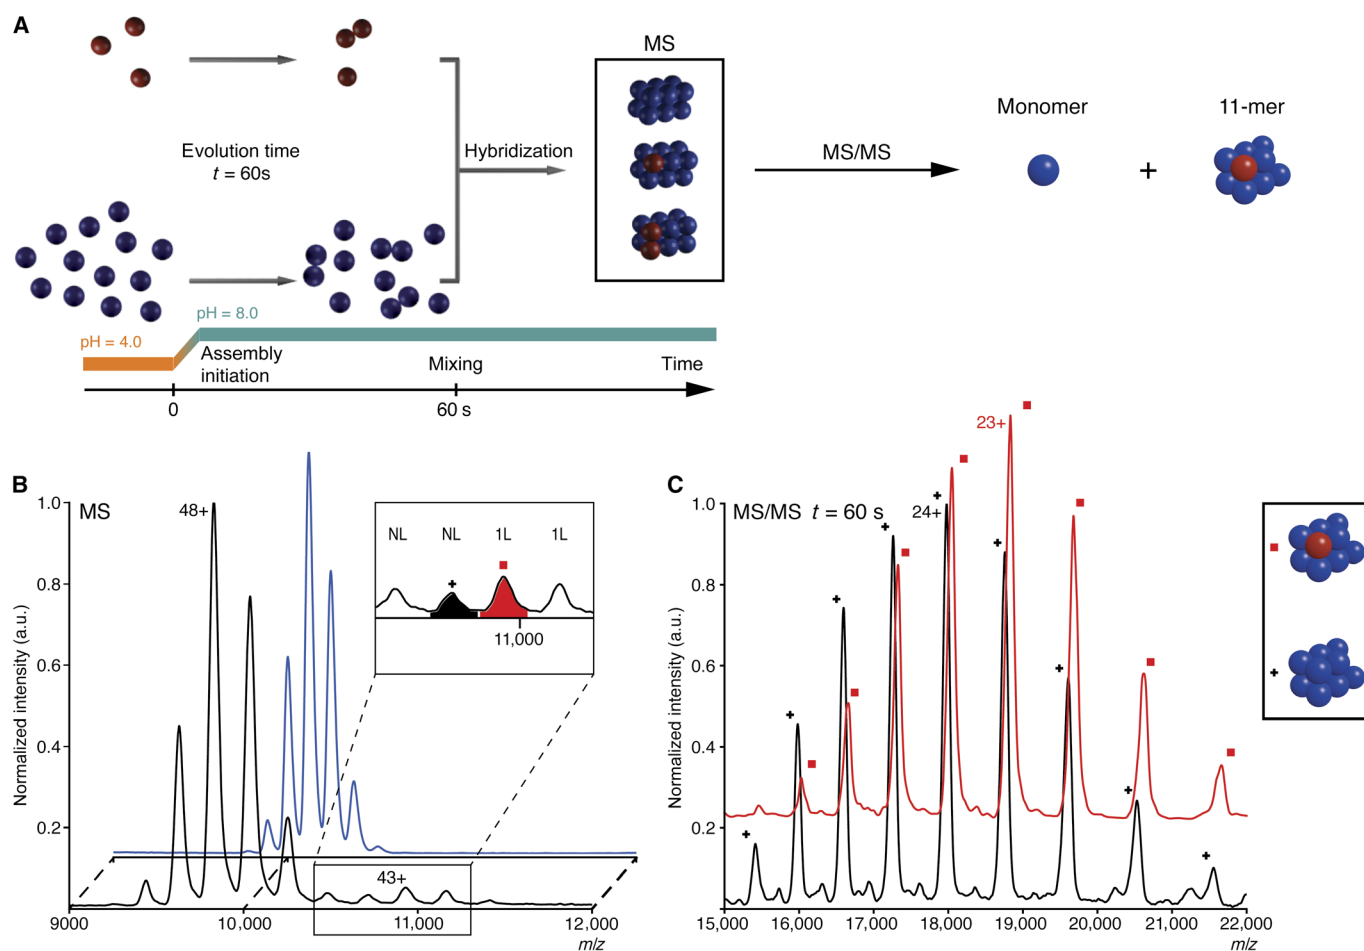 A
MS
Monomer
11-mer
Evolution time
t = 60s
Hybridization
MS/MS
+
pH = 8.0
pH = 4.0
Assembly
initiation
Mixing
Time
0
60 s
B
MS
Normalized intensity (a.u.)
1.0
0.8
0.6
0.4
0.2
48+
NL NL 1L 1L
11,000
43+
9000 10,000 11,000 12,000
m/z
C
MS/MS t = 60 s
Normalized intensity (a.u.)
1.0
0.8
0.6
0.4
0.2
23+
24+
15,000 16,000 17,000 18,000 19,000 20,000 21,000 22,000
m/z